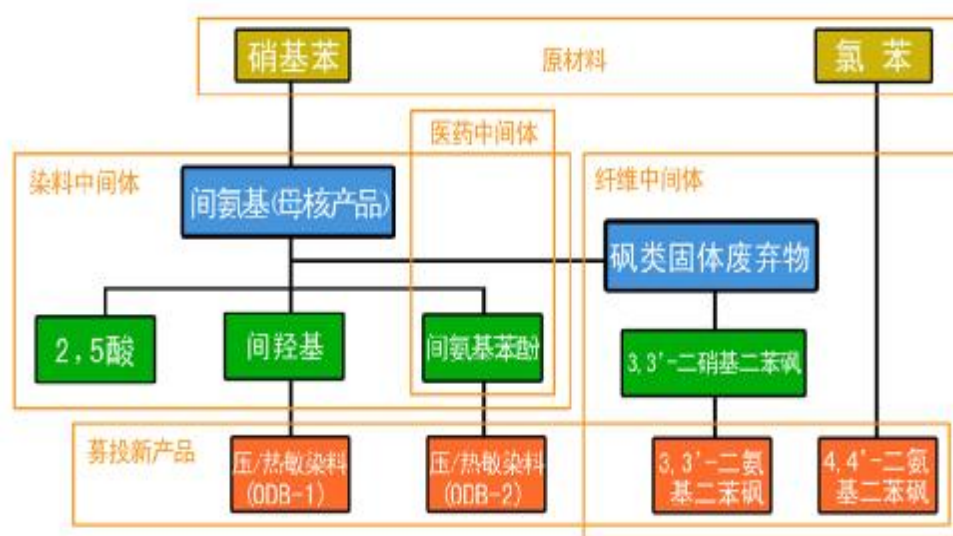 硝基苯
原材料
氯 苯
医药中间体
染料中间体
纤维中间体
间氨基(母核产品)
砜类固体废弃物
2,5酸
间羟基
间氨基苯酚
3,3'-二硝基二苯砜
募投新产品
压/热敏染料
(ODB-1)
压/热敏染料
(ODB-2)
3,3'-二氨
基二苯砜
4,4'-二氨
基二苯砜